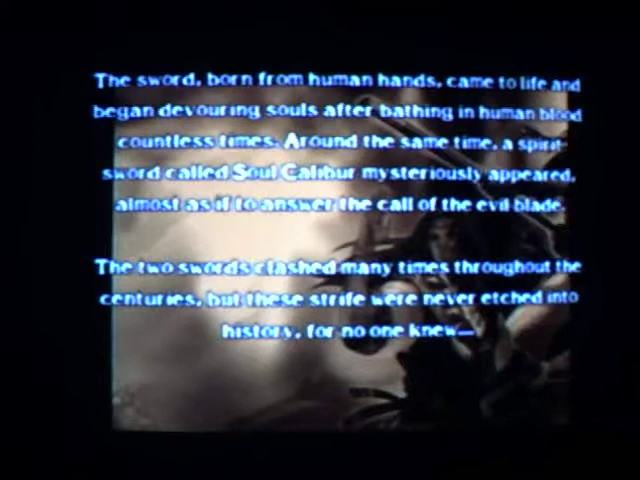 The sword, born from human hands, came to life and
began devouring souls after bathing in human blood
countless times. Around the same time, a spirit-
sword called Soul Calibur mysteriously appeared,
almost as if to answer the call of the evil blade.
The two swords clashed many times throughout the
centuries, but these strife were never etched into
history, for no one knew...